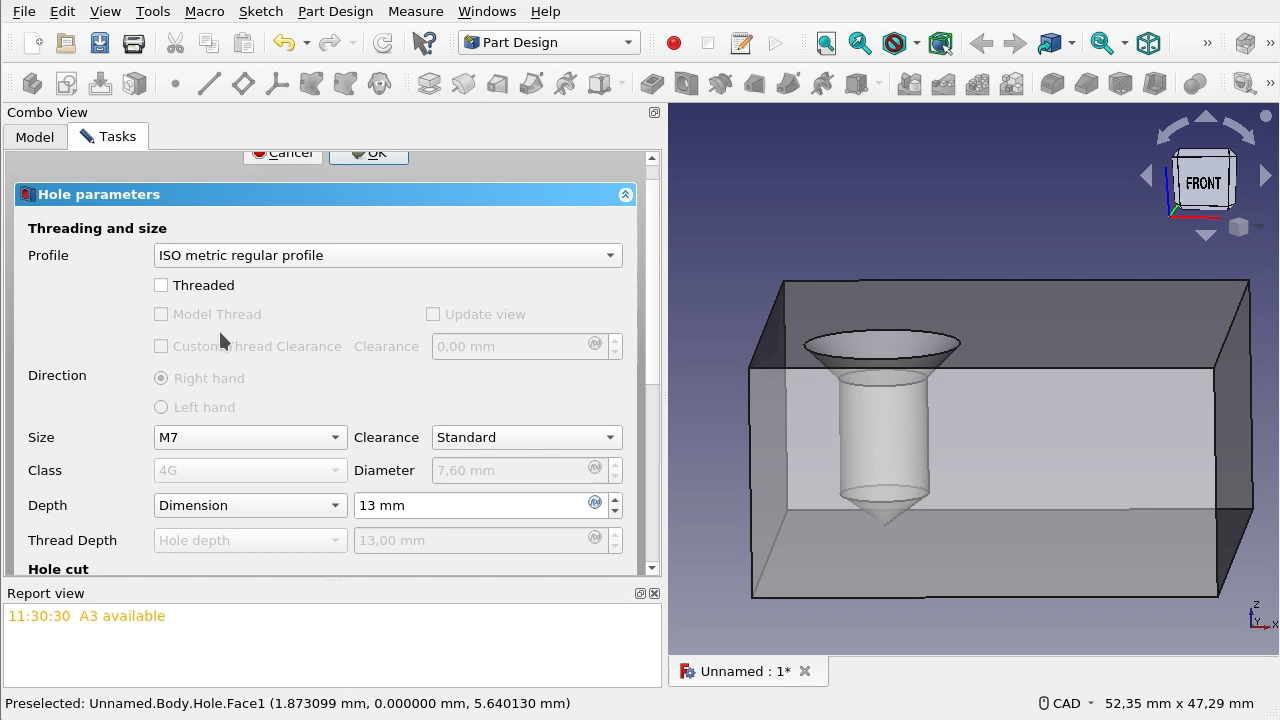 File Edit View Tools Macro Sketch Part Design Measure Windows Help
Part Design
Combo View
Model Tasks
Cancel OK
Hole parameters
Threading and size
Profile ISO metric regular profile
Threaded
Model Thread Update view
Custom Thread Clearance Clearance 0,00 mm
Direction Right hand
Left hand
Size M7 Clearance Standard
Class 4G Diameter 7,60 mm
Depth Dimension 13 mm
Thread Depth Hole depth 13,00 mm
Hole cut
Report view
11:30:30 A3 available
FRONT
Z
Y X
Unnamed : 1*
Preselected: Unnamed.Body.Hole.Face1 (1.873099 mm, 0.000000 mm, 5.640130 mm) CAD 52,35 mm x 47,29 mm